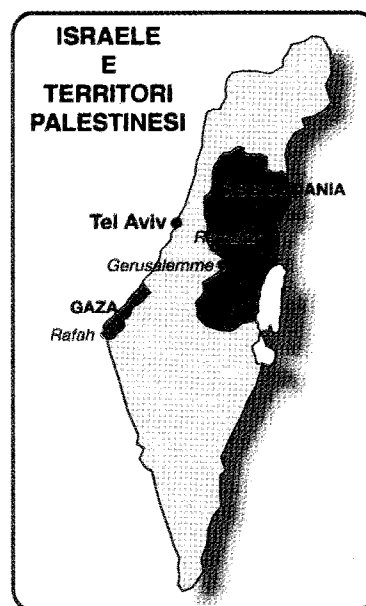 ISRAELE
E
TERRITORI
PALESTINESI
Tel Aviv
Gerusalemme
GAZA
Rafah